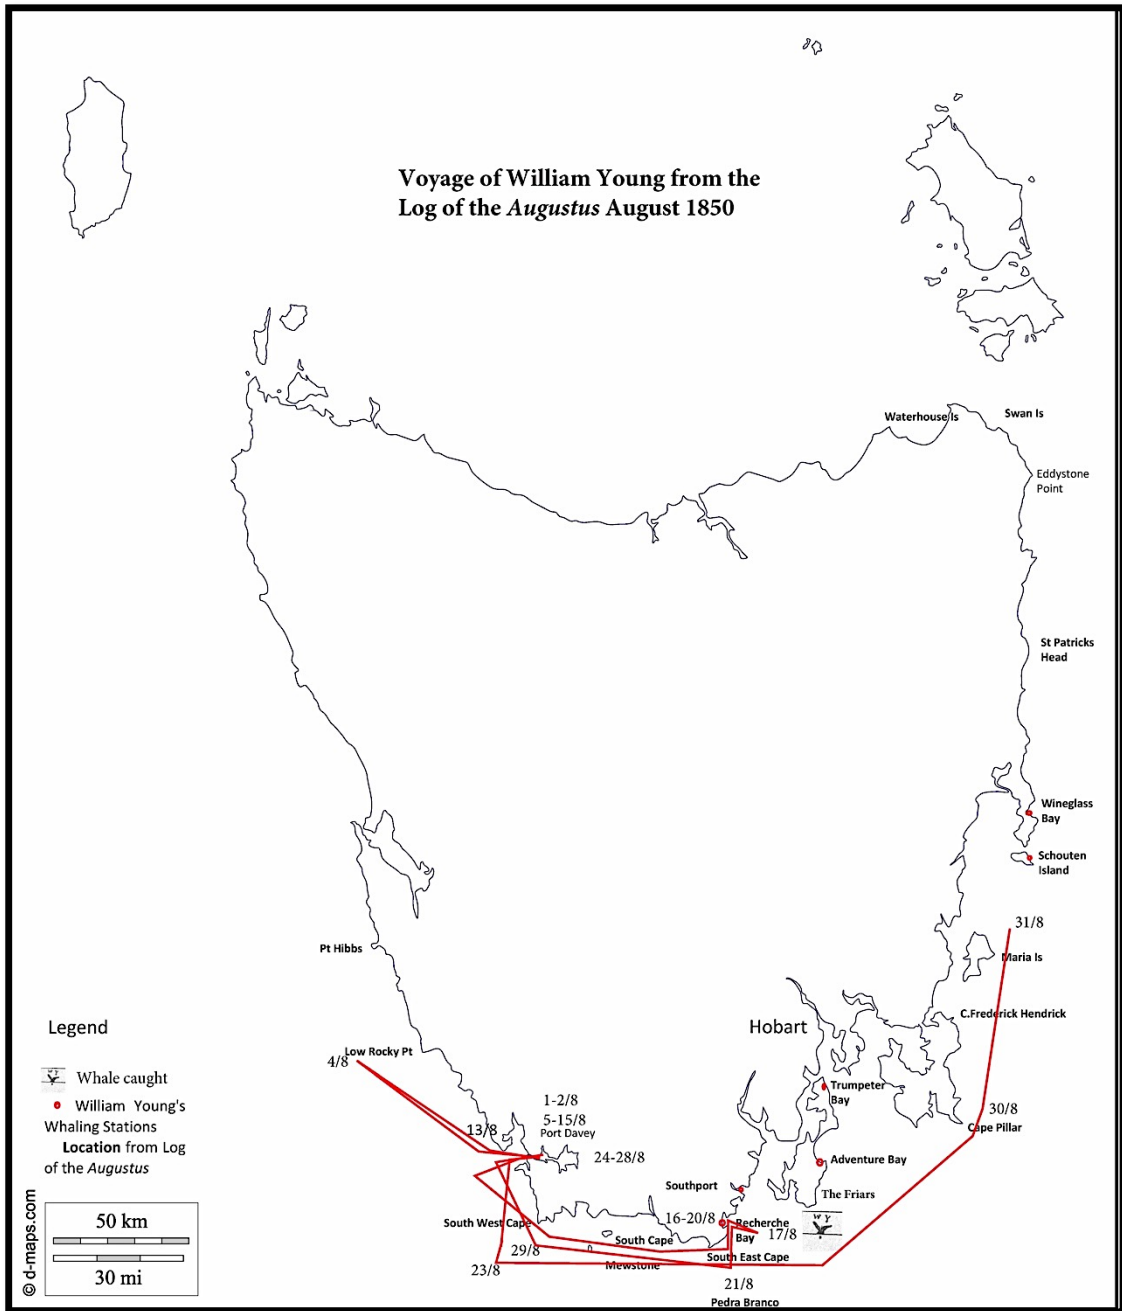 Voyage of William Young from the
Log of the Augustus August 1850
Waterhouse Is
Swan Is
Eddystone
Point
St Patricks
Head
Wineglass
Bay
Schouten
Island
31/8
Pt Hibbs
Maria Is
C.Frederick Hendrick
Hobart
Legend
Low Rocky Pt
4/8
Whale caught
Trumpeter
Bay
William Young's
Whaling Stations
Location from Log
of the Augustus
1-2/8
5-15/8
Port Davey
13/8
24-28/8
30/8
Cape Pillar
Adventure Bay
Southport
The Friars
16-20/8
Recherche
Bay
17/8
W Y
South West Cape
South Cape
29/8
South East Cape
Mewstone
23/8
21/8
Pedra Branco
50 km
30 mi
© d-maps.com